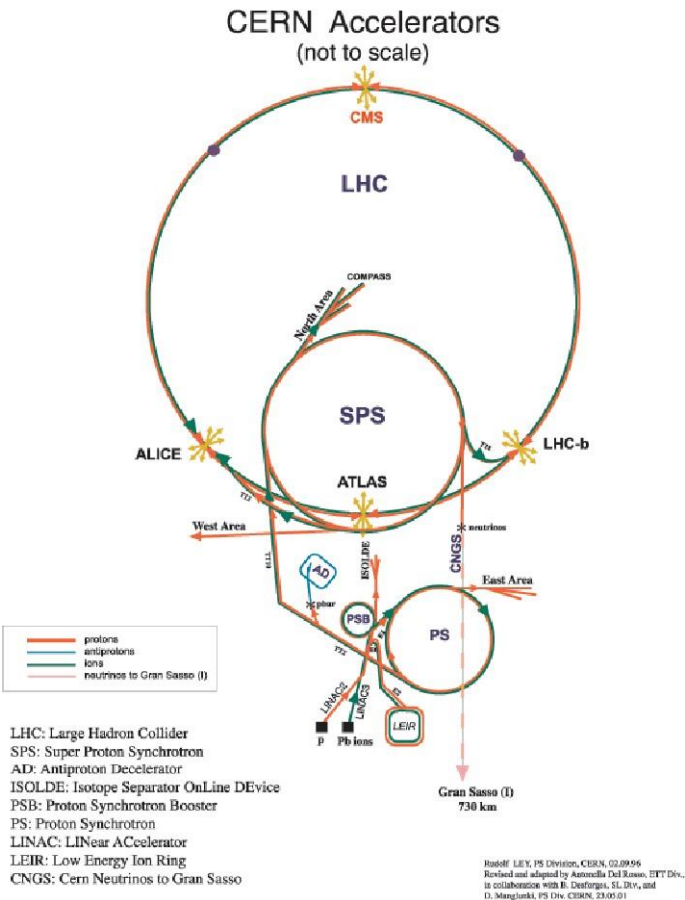 CERN Accelerators
(not to scale)
CMS
LHC
COMPASS
North Area
SPS
ALICE
LHC-b
ATLAS
West Area
neutrinos
CNGS
ISOLDE
East Area
AD
pbar
PSB
PS
protons
antiprotons
ions
neutrinos to Gran Sasso (I)
LINAC2
LINAC3
LEIR
p
Pb ions
LHC: Large Hadron Collider
SPS: Super Proton Synchrotron
AD: Antiproton Decelerator
ISOLDE: Isotope Separator OnLine DEvice
PSB: Proton Synchrotron Booster
PS: Proton Synchrotron
LINAC: LINear ACcelerator
LEIR: Low Energy Ion Ring
CNGS: Cern Neutrinos to Gran Sasso
Gran Sasso (I)
730 km
Rudolf LEY, PS Division, CERN, 02.09.96
Revised and adapted by Antonella Del Rosso, ETT Div.,
in collaboration with B. Desforges, SL Div., and
D. Manglunki, PS Div. CERN, 23.05.01